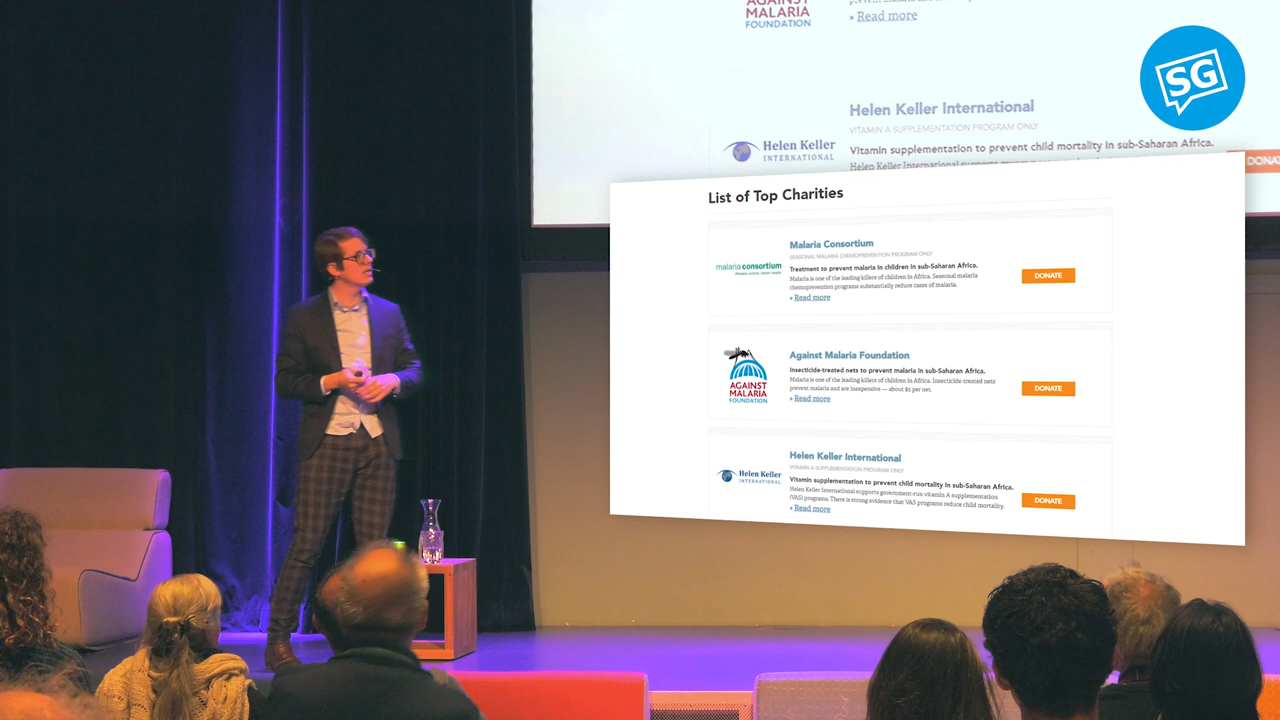 AGAINST
MALARIA
FOUNDATION
» Read more
SG
Helen Keller International
VITAMIN A SUPPLEMENTATION PROGRAM ONLY
Helen Keller
INTERNATIONAL
Vitamin supplementation to prevent child mortality in sub-Saharan Africa.
Helen Keller International supports
DONATE
List of Top Charities
malaria consortium
disease control, better health
Malaria Consortium
SEASONAL MALARIA CHEMOPREVENTION PROGRAM ONLY
Treatment to prevent malaria in children in sub-Saharan Africa.
Malaria is one of the leading killers of children in Africa. Seasonal malaria
chemoprevention programs substantially reduce cases of malaria.
» Read more
DONATE
AGAINST
MALARIA
FOUNDATION
Against Malaria Foundation
Insecticide-treated nets to prevent malaria in sub-Saharan Africa.
Malaria is one of the leading killers of children in Africa. Insecticide-treated nets
prevent malaria and are inexpensive — about $5 per net.
» Read more
DONATE
Helen Keller
INTERNATIONAL
Helen Keller International
VITAMIN A SUPPLEMENTATION PROGRAM ONLY
Vitamin supplementation to prevent child mortality in sub-Saharan Africa.
Helen Keller International supports government-run vitamin A supplementation
(VAS) programs. There is strong evidence that VAS programs reduce child mortality.
» Read more
DONATE